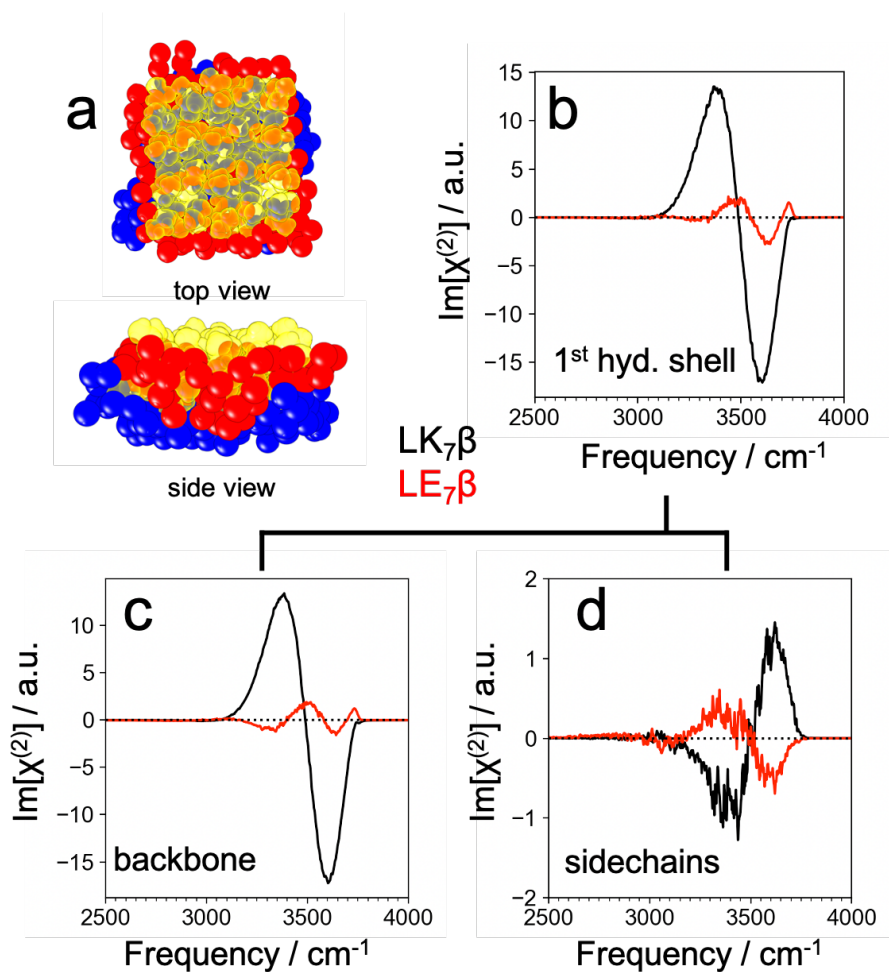 a
top view
side view
LK₇β
LE₇β
b
15
10
5
0
−5
−10
−15
Im[χ⁽²⁾] / a.u.
1ˢᵗ hyd. shell
2500 3000 3500 4000
Frequency / cm⁻¹
c
10
5
0
−5
−10
−15
Im[χ⁽²⁾] / a.u.
backbone
2500 3000 3500 4000
Frequency / cm⁻¹
d
2
1
0
−1
−2
Im[χ⁽²⁾] / a.u.
sidechains
2500 3000 3500 4000
Frequency / cm⁻¹